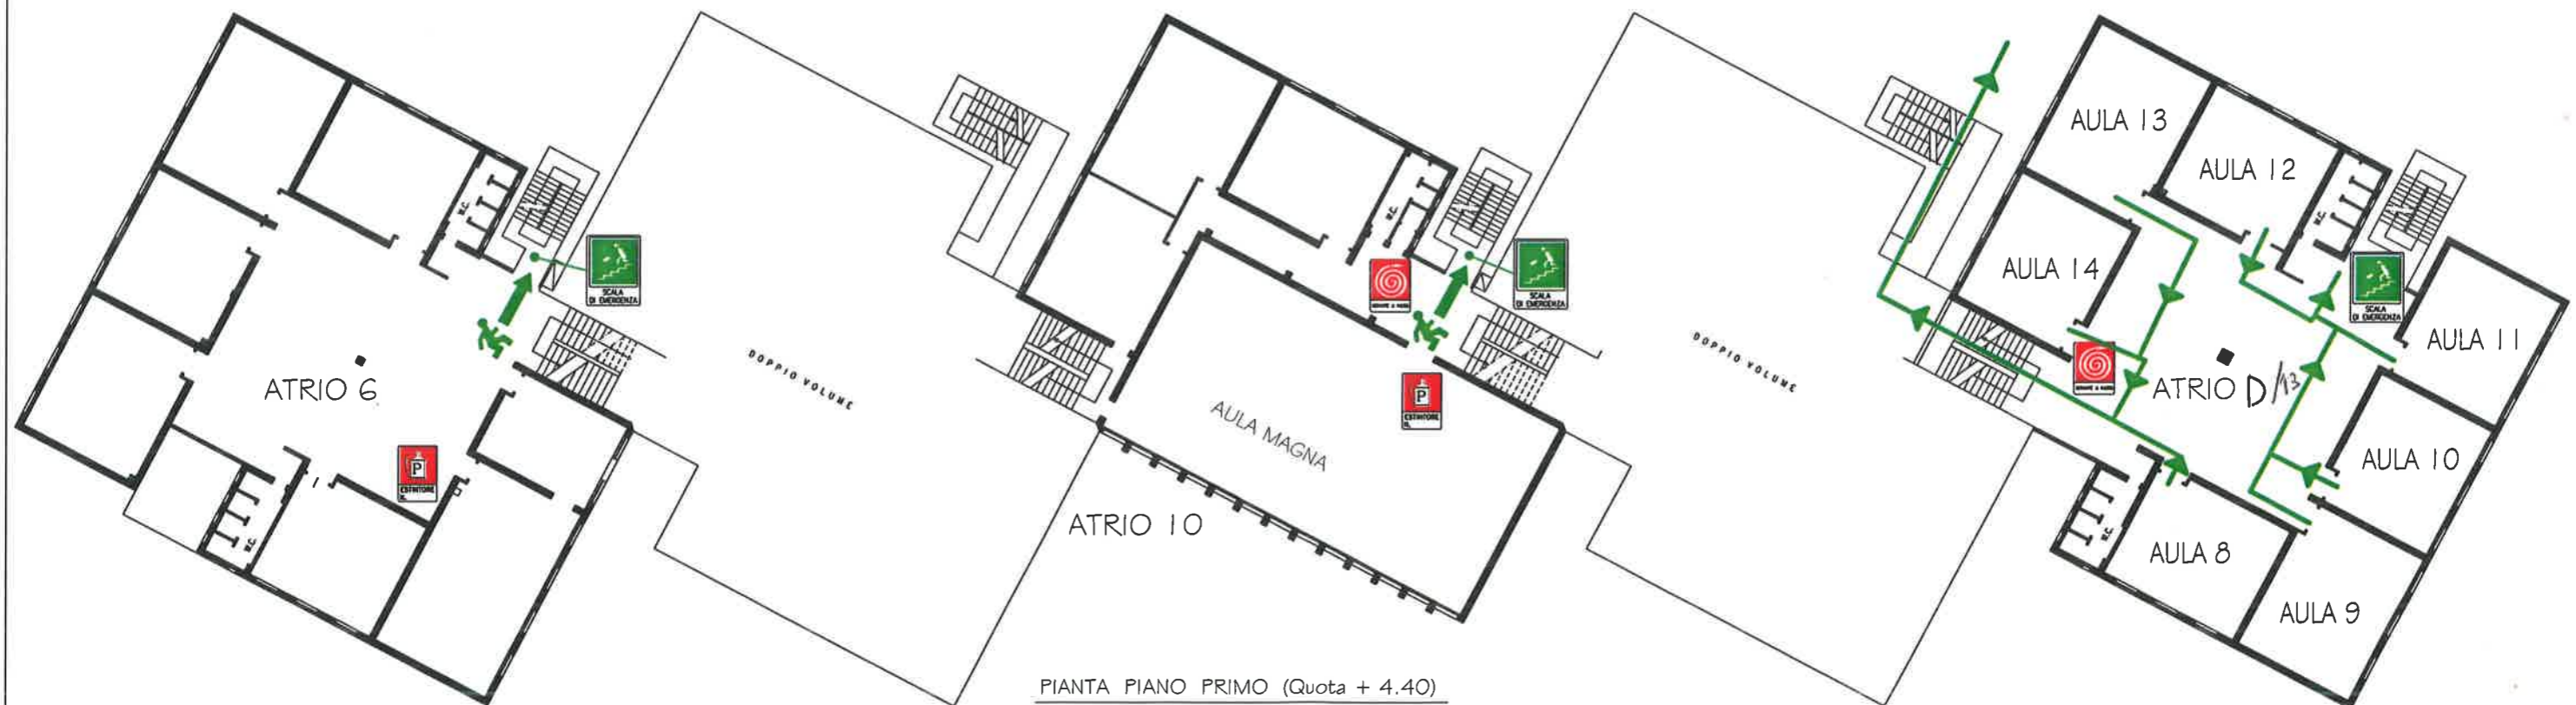 W.C.
SCALA
DI EMERGENZA
ATRIO 6
P
ESTINTORE
W.C.
DOPPIO VOLUME
W.C.
SCALA
DI EMERGENZA
P
ESTINTORE
AULA MAGNA
ATRIO 10
DOPPIO VOLUME
AULA 13
AULA 12
W.C.
AULA 14
SCALA
DI EMERGENZA
AULA 11
ATRIO D/13
AULA 10
W.C.
AULA 8
AULA 9
PIANTA PIANO PRIMO (Quota + 4.40)